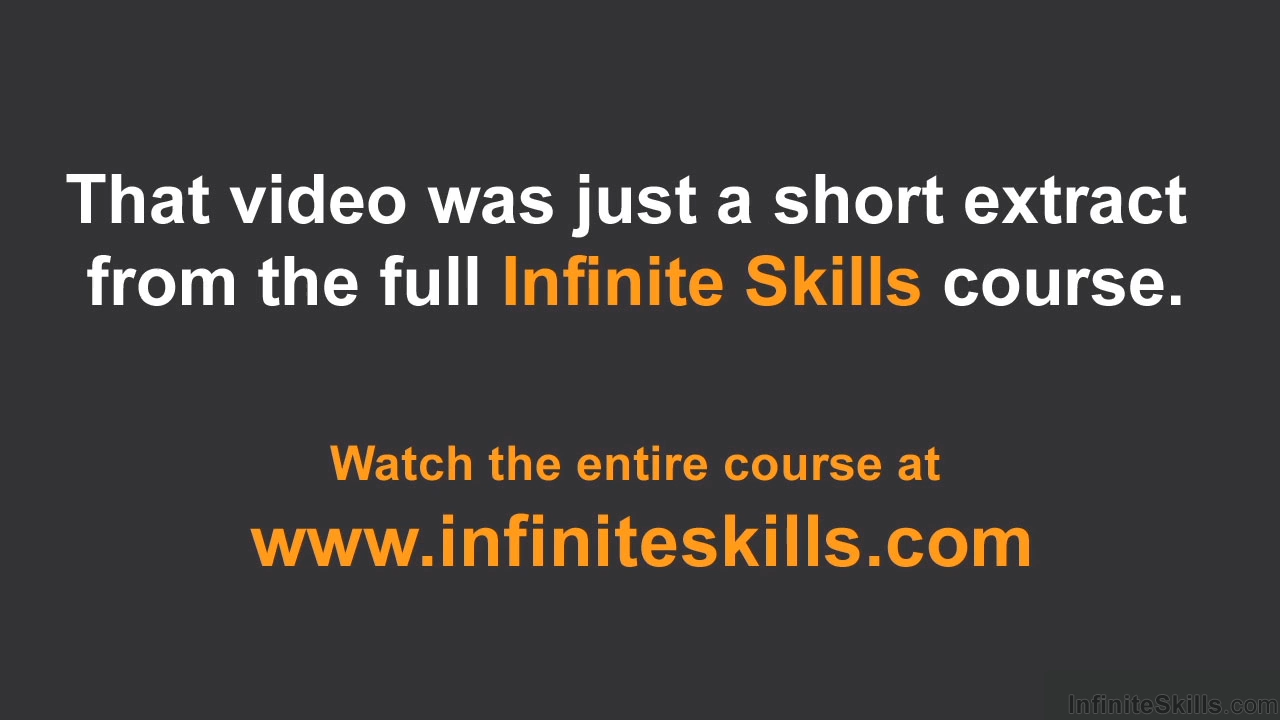 That video was just a short extract
from the full Infinite Skills course.
Watch the entire course at
www.infiniteskills.com
InfiniteSkills.com